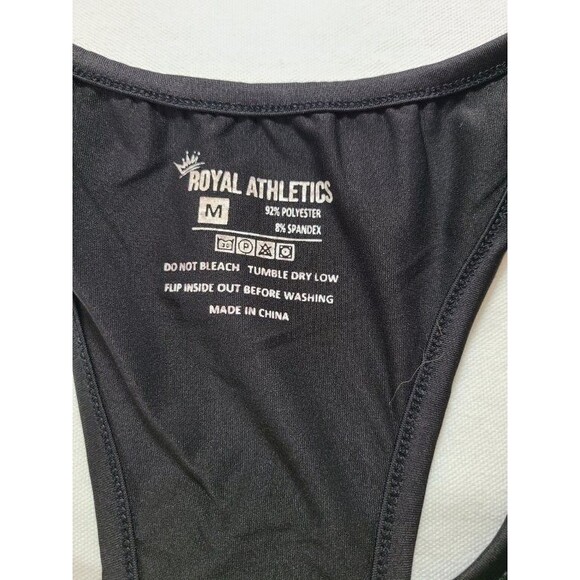 ROYAL ATHLETICS
M
92% POLYESTER
8% SPANDEX
30 P
DO NOT BLEACH TUMBLE DRY LOW
FLIP INSIDE OUT BEFORE WASHING
MADE IN CHINA